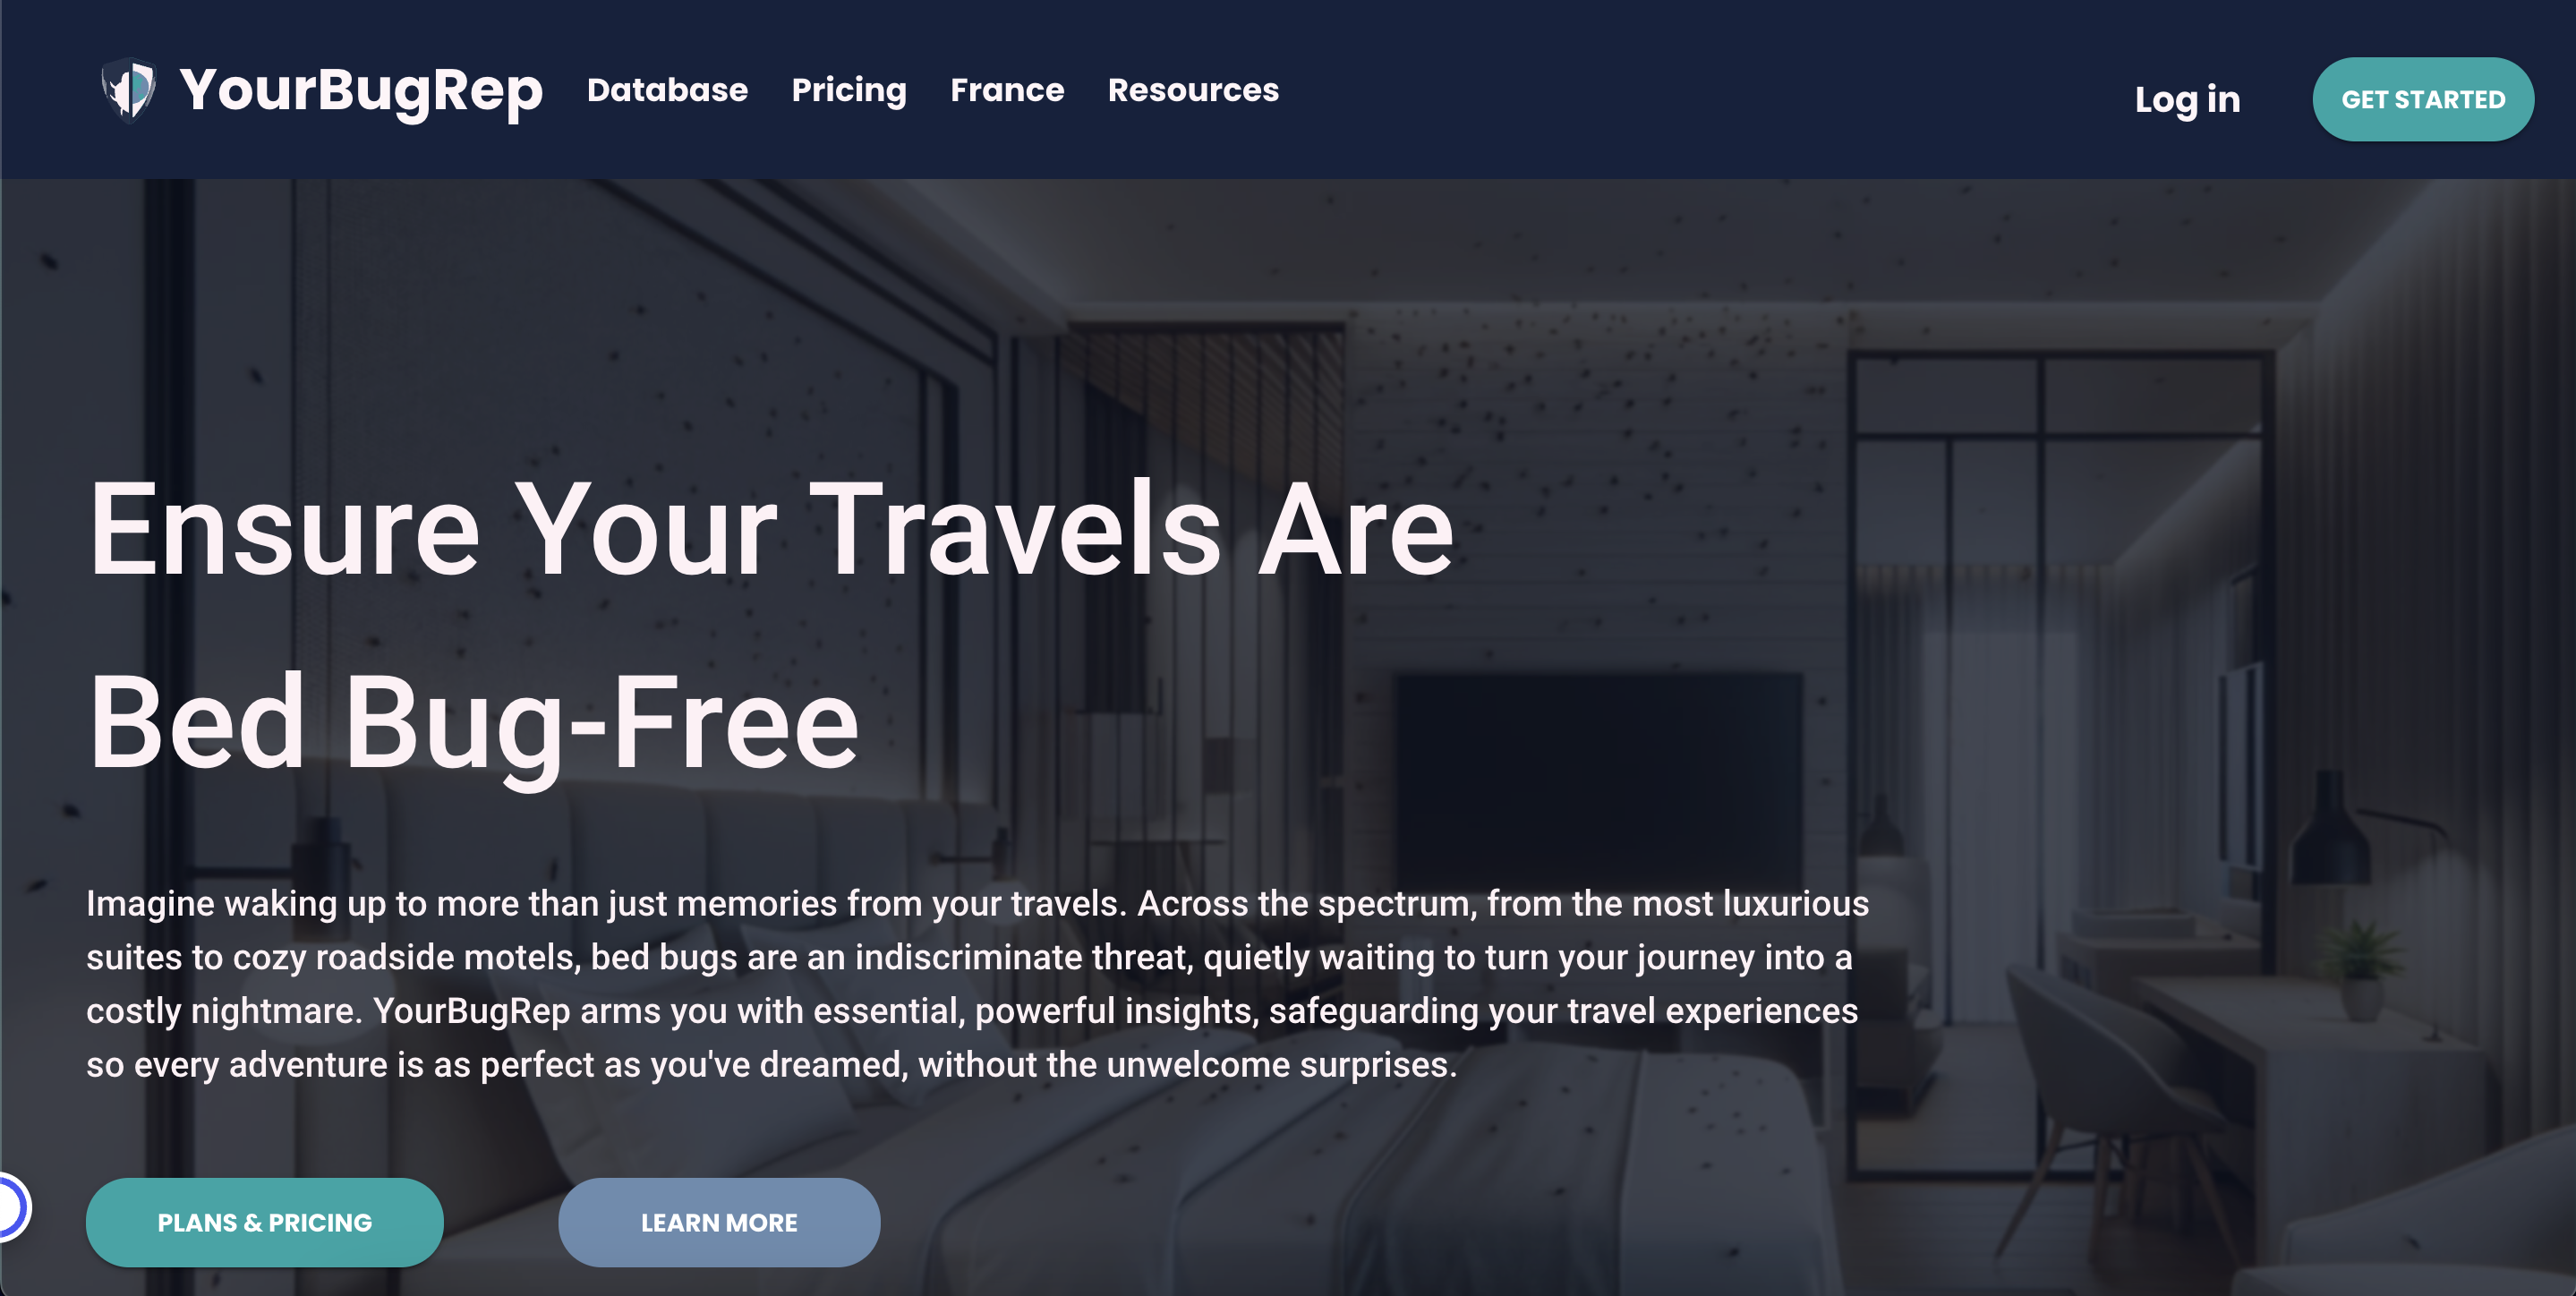 YourBugRep
Database
Pricing
France
Resources
Log in
GET STARTED
Ensure Your Travels Are
Bed Bug-Free
Imagine waking up to more than just memories from your travels. Across the spectrum, from the most luxurious
suites to cozy roadside motels, bed bugs are an indiscriminate threat, quietly waiting to turn your journey into a
costly nightmare. YourBugRep arms you with essential, powerful insights, safeguarding your travel experiences
so every adventure is as perfect as you've dreamed, without the unwelcome surprises.
PLANS & PRICING
LEARN MORE